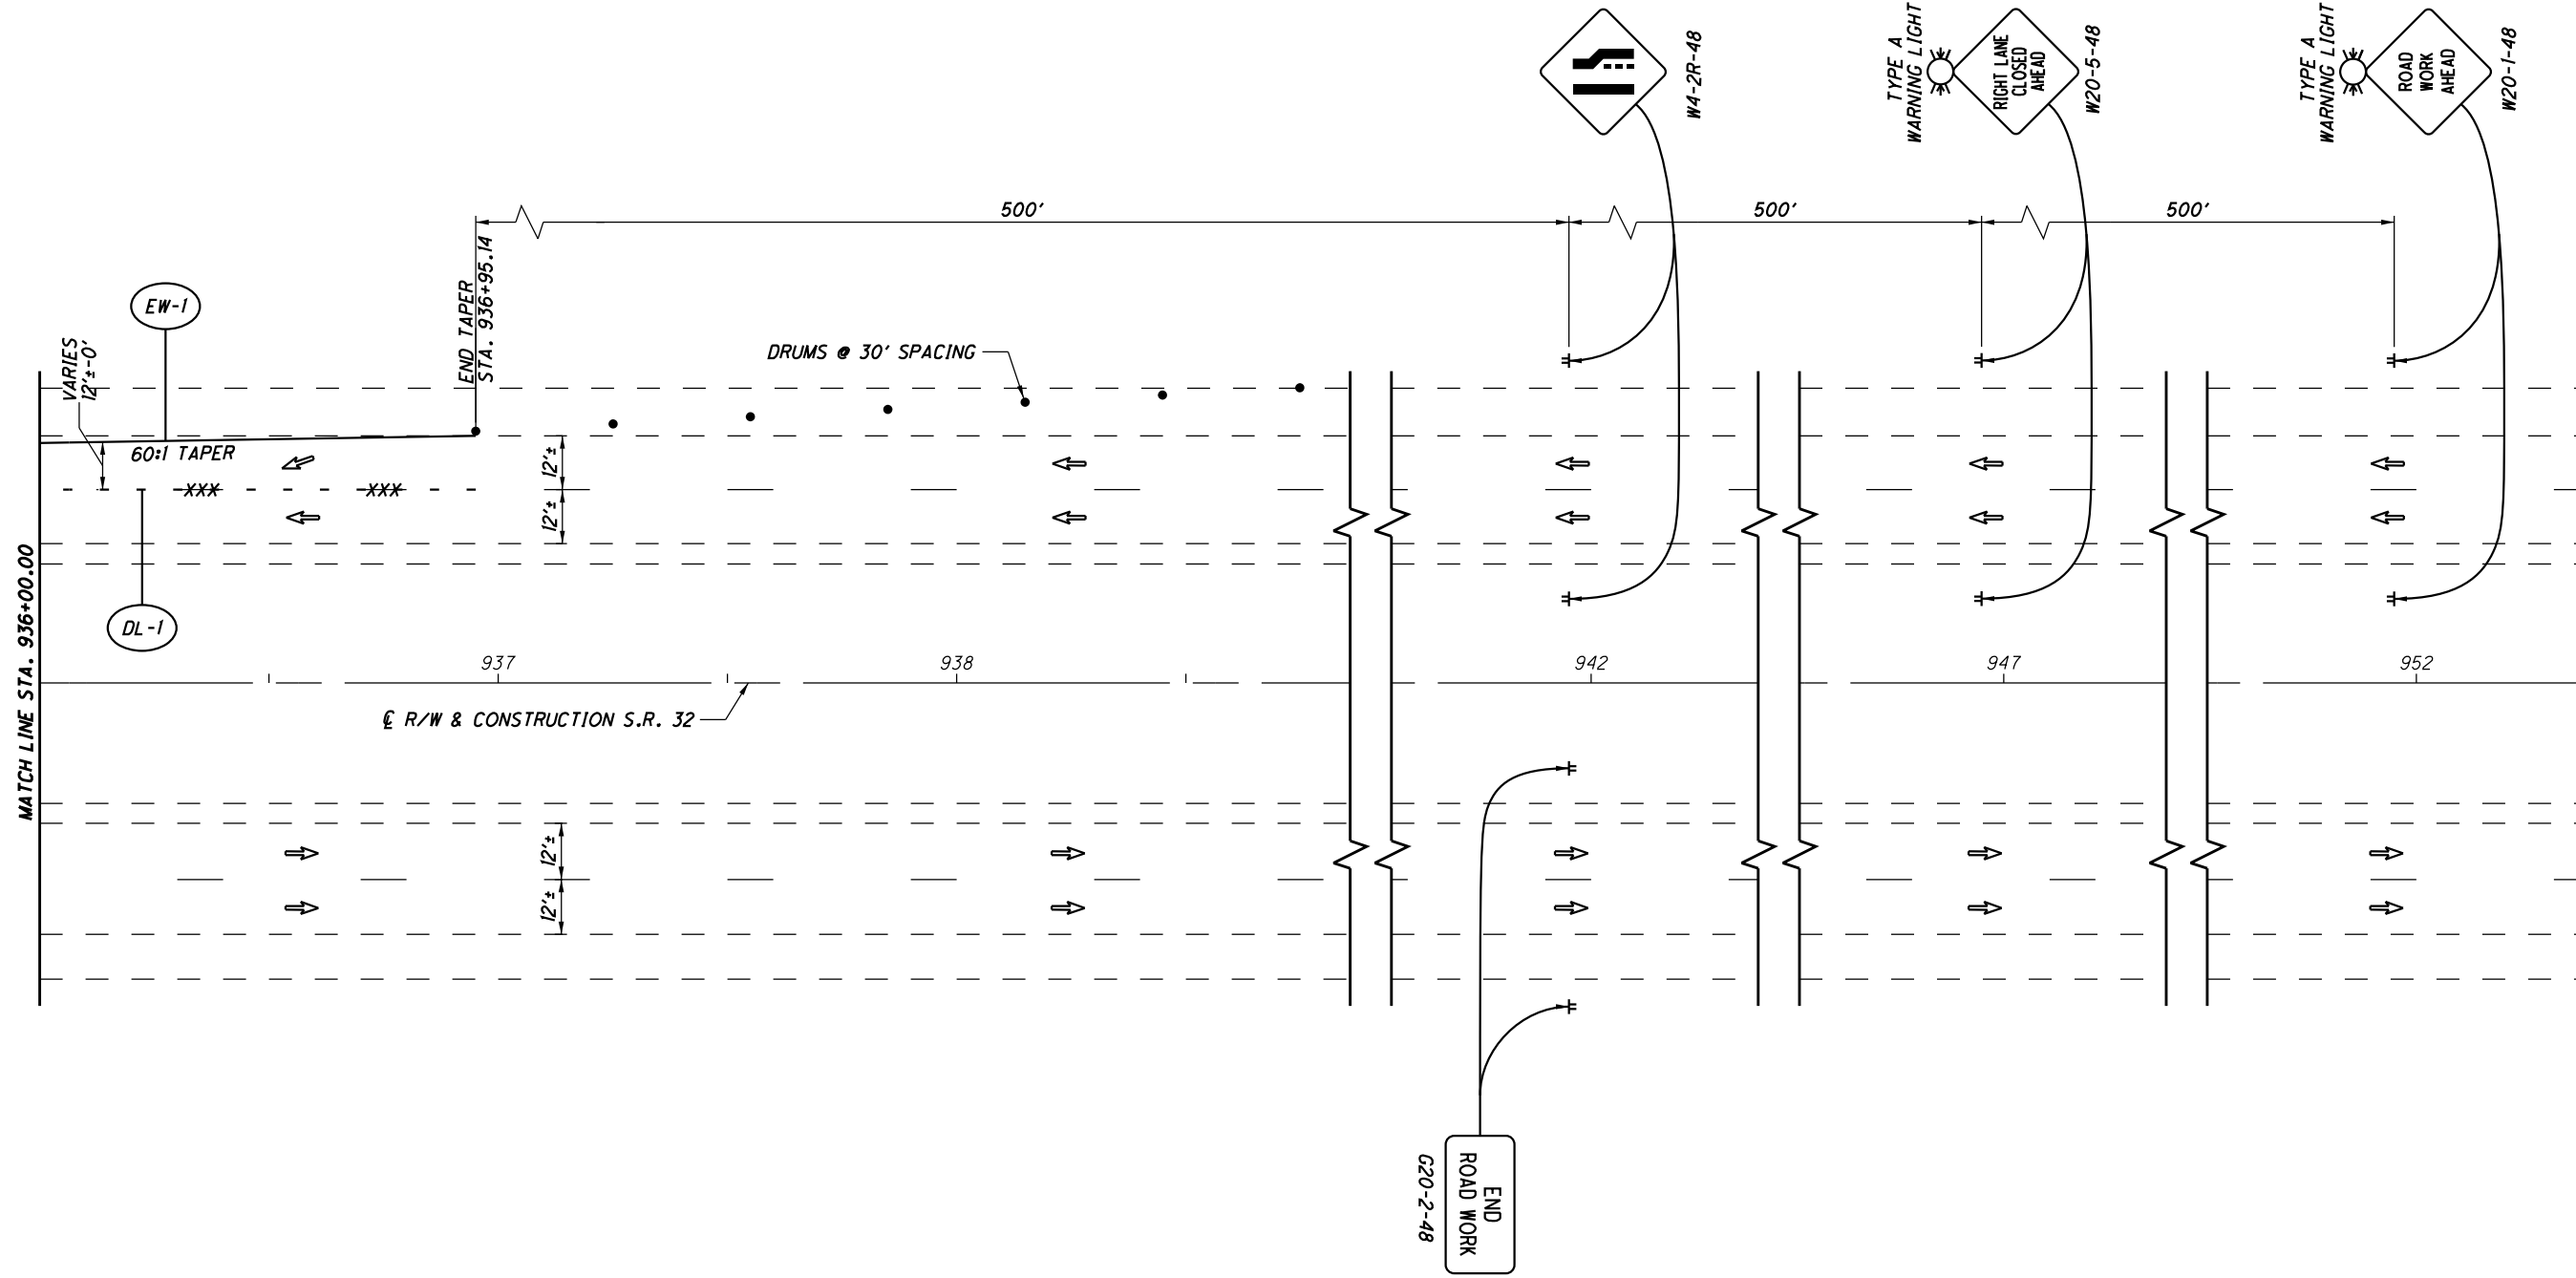 W4-2R-48
TYPE A
WARNING LIGHT
RIGHT LANE
CLOSED
AHEAD
W20-5-48
TYPE A
WARNING LIGHT
ROAD
WORK
AHEAD
W20-1-48
500'
500'
500'
EW-1
VARIES
12'±-0'
END TAPER
STA. 936+95.14
DRUMS @ 30' SPACING
60:1 TAPER
XXX
XXX
12'±
12'±
DL-1
MATCH LINE STA. 936+00.00
937
938
942
947
952
℄ R/W & CONSTRUCTION S.R. 32
12'±
12'±
END
ROAD WORK
G20-2-48